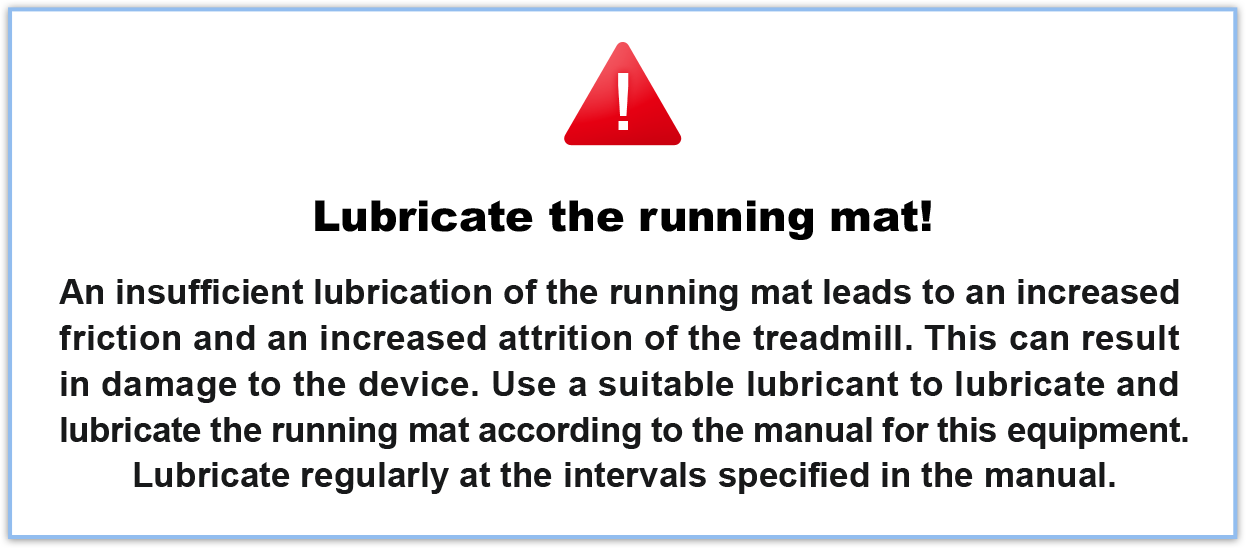 Lubricate the running mat!
An insufficient lubrication of the running mat leads to an increased
friction and an increased attrition of the treadmill. This can result
in damage to the device. Use a suitable lubricant to lubricate and
lubricate the running mat according to the manual for this equipment.
Lubricate regularly at the intervals specified in the manual.